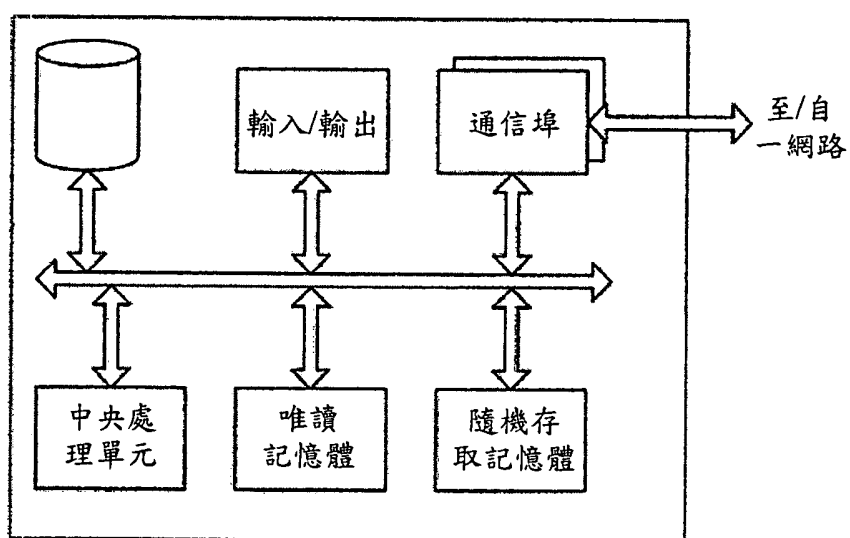 輸入/輸出
通信埠
至/自
一網路
中央處
理單元
唯讀
記憶體
隨機存
取記憶體